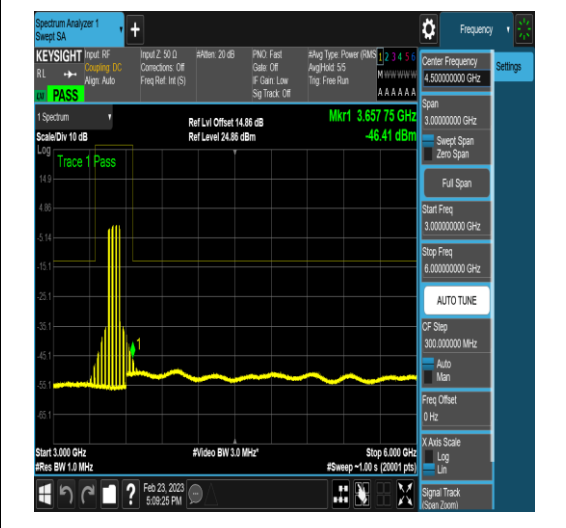 Spectrum Analyzer 1
Swept SA
Frequency
KEYSIGHT
RL
Input: RF
Coupling: DC
Align: Auto
Input Z: 50 Ω
Corrections: Off
Freq Ref: Int (S)
#Atten: 20 dB
PNO: Fast
Gate: Off
IF Gain: Low
Sig Track: Off
#Avg Type: Power (RMS
Avg|Hold: 5/5
Trig: Free Run
1 2 3 4 5 6
M W W W W W
A A A A A A
PASS
1 Spectrum
Scale/Div 10 dB
Ref Lvl Offset 14.86 dB
Ref Level 24.86 dBm
Mkr1 3.657 75 GHz
-46.41 dBm
Log
Trace 1 Pass
14.9
4.86
-5.14
-15.1
-25.1
-35.1
-45.1
-55.1
-65.1
1
Start 3.000 GHz
#Res BW 1.0 MHz
#Video BW 3.0 MHz*
Stop 6.000 GHz
#Sweep ~1.00 s (20001 pts)
Feb 23, 2023
5:09:25 PM
?
Center Frequency
4.500000000 GHz
Settings
Span
3.00000000 GHz
Swept Span
Zero Span
Full Span
Start Freq
3.000000000 GHz
Stop Freq
6.000000000 GHz
AUTO TUNE
CF Step
300.000000 MHz
Auto
Man
Freq Offset
0 Hz
X Axis Scale
Log
Lin
Signal Track
(Span Zoom)